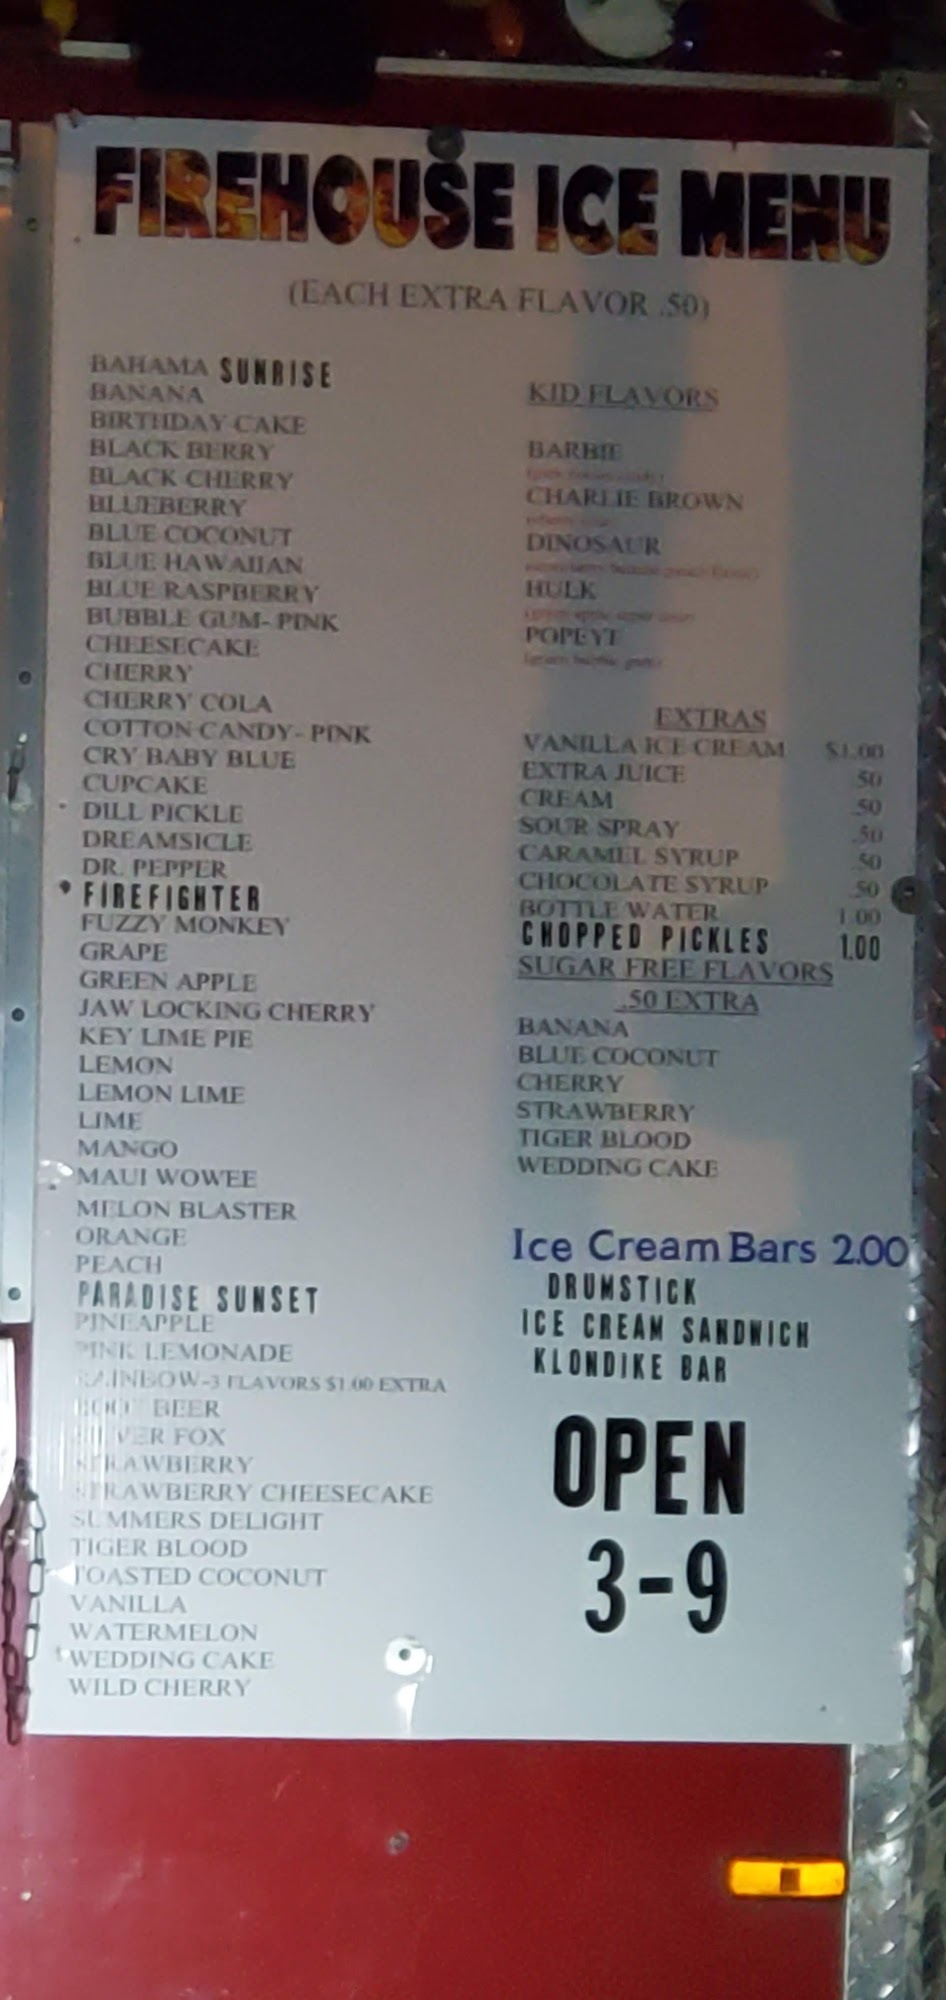 FIREHOUSE ICE MENU
(EACH EXTRA FLAVOR .50)
BAHAMA SUNRISE
BANANA
BIRTHDAY CAKE
BLACK BERRY
BLACK CHERRY
BLUEBERRY
BLUE COCONUT
BLUE HAWAIIAN
BLUE RASPBERRY
BUBBLE GUM- PINK
CHEESECAKE
CHERRY
CHERRY COLA
COTTON CANDY- PINK
CRY BABY BLUE
CUPCAKE
DILL PICKLE
DREAMSICLE
DR. PEPPER
FIREFIGHTER
FUZZY MONKEY
GRAPE
GREEN APPLE
JAW LOCKING CHERRY
KEY LIME PIE
LEMON
LEMON LIME
LIME
MANGO
MAUI WOWEE
MELON BLASTER
ORANGE
PEACH
PARADISE SUNSET
PINEAPPLE
PINK LEMONADE
RAINBOW-3 FLAVORS $1.00 EXTRA
ROOT BEER
SILVER FOX
STRAWBERRY
STRAWBERRY CHEESECAKE
SUMMERS DELIGHT
TIGER BLOOD
TOASTED COCONUT
VANILLA
WATERMELON
WEDDING CAKE
WILD CHERRY
KID FLAVORS
BARBIE
CHARLIE BROWN
DINOSAUR
HULK
POPEYE
EXTRAS
VANILLA ICE CREAM $1.00
EXTRA JUICE .50
CREAM .50
SOUR SPRAY .50
CARAMEL SYRUP .50
CHOCOLATE SYRUP .50
BOTTLE WATER 1.00
CHOPPED PICKLES 1.00
SUGAR FREE FLAVORS
.50 EXTRA
BANANA
BLUE COCONUT
CHERRY
STRAWBERRY
TIGER BLOOD
WEDDING CAKE
Ice Cream Bars 2.00
DRUMSTICK
ICE CREAM SANDWICH
KLONDIKE BAR
OPEN
3-9